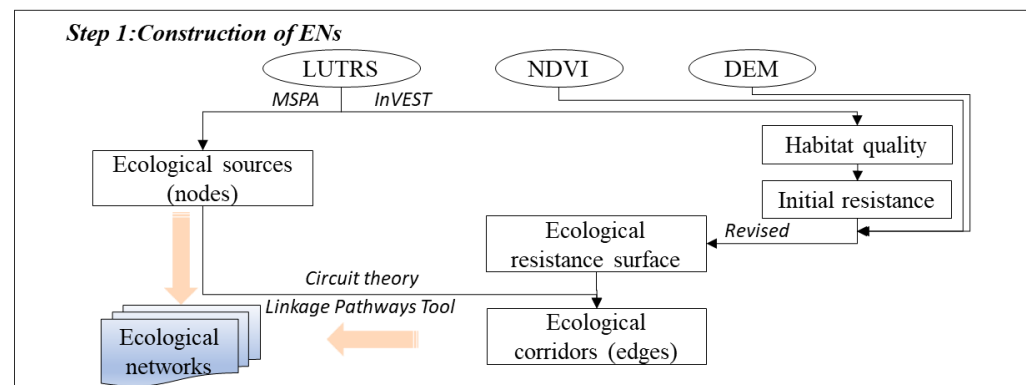 Step 1:Construction of ENs
LUTRS
NDVI
DEM
MSPA
InVEST
Habitat quality
Ecological sources
(nodes)
Initial resistance
Revised
Ecological
resistance surface
Circuit theory
Linkage Pathways Tool
Ecological
networks
Ecological
corridors (edges)